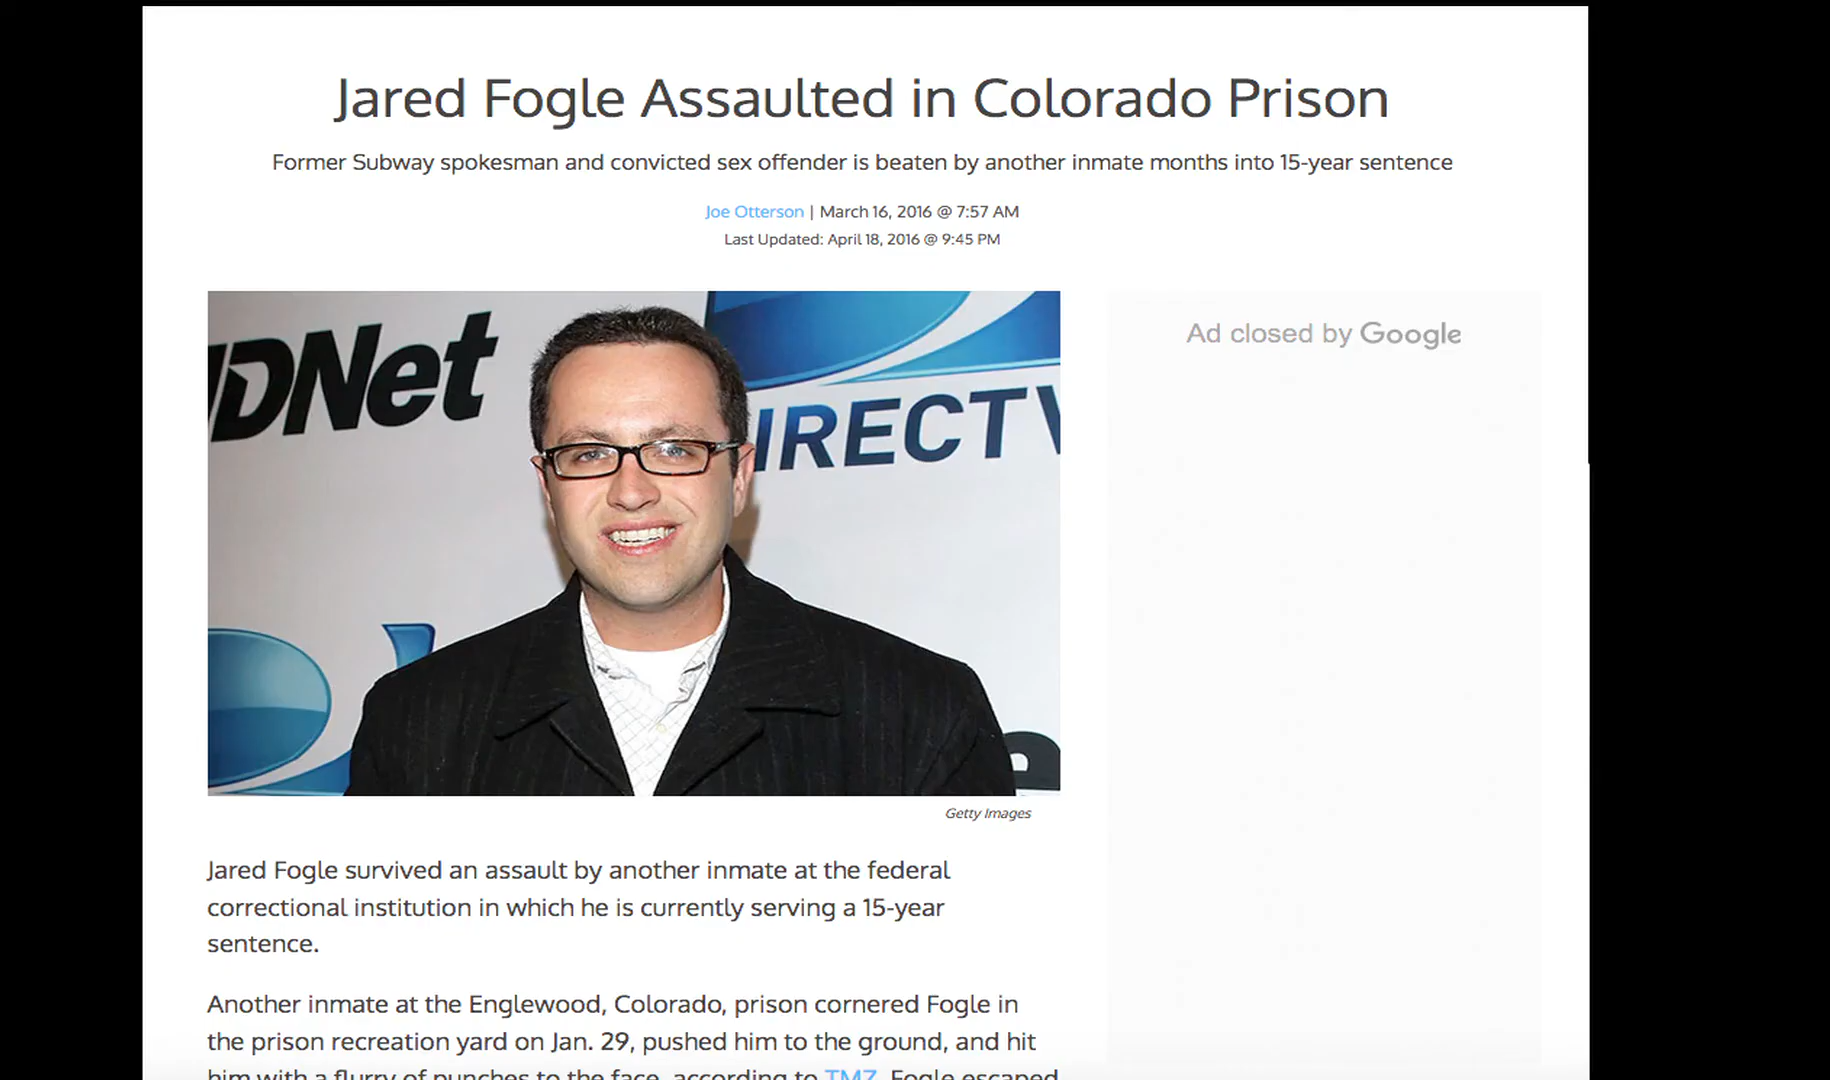 Jared Fogle Assaulted in Colorado Prison
Former Subway spokesman and convicted sex offender is beaten by another inmate months into 15-year sentence
Joe Otterson | March 16, 2016 @ 7:57 AM
Last Updated: April 18, 2016 @ 9:45 PM
DNet
DIRECTV
Ad closed by Google
Getty Images
Jared Fogle survived an assault by another inmate at the federal
correctional institution in which he is currently serving a 15-year
sentence.
Another inmate at the Englewood, Colorado, prison cornered Fogle in
the prison recreation yard on Jan. 29, pushed him to the ground, and hit
him with a flurry of punches to the face, according to TMZ. Fogle escaped